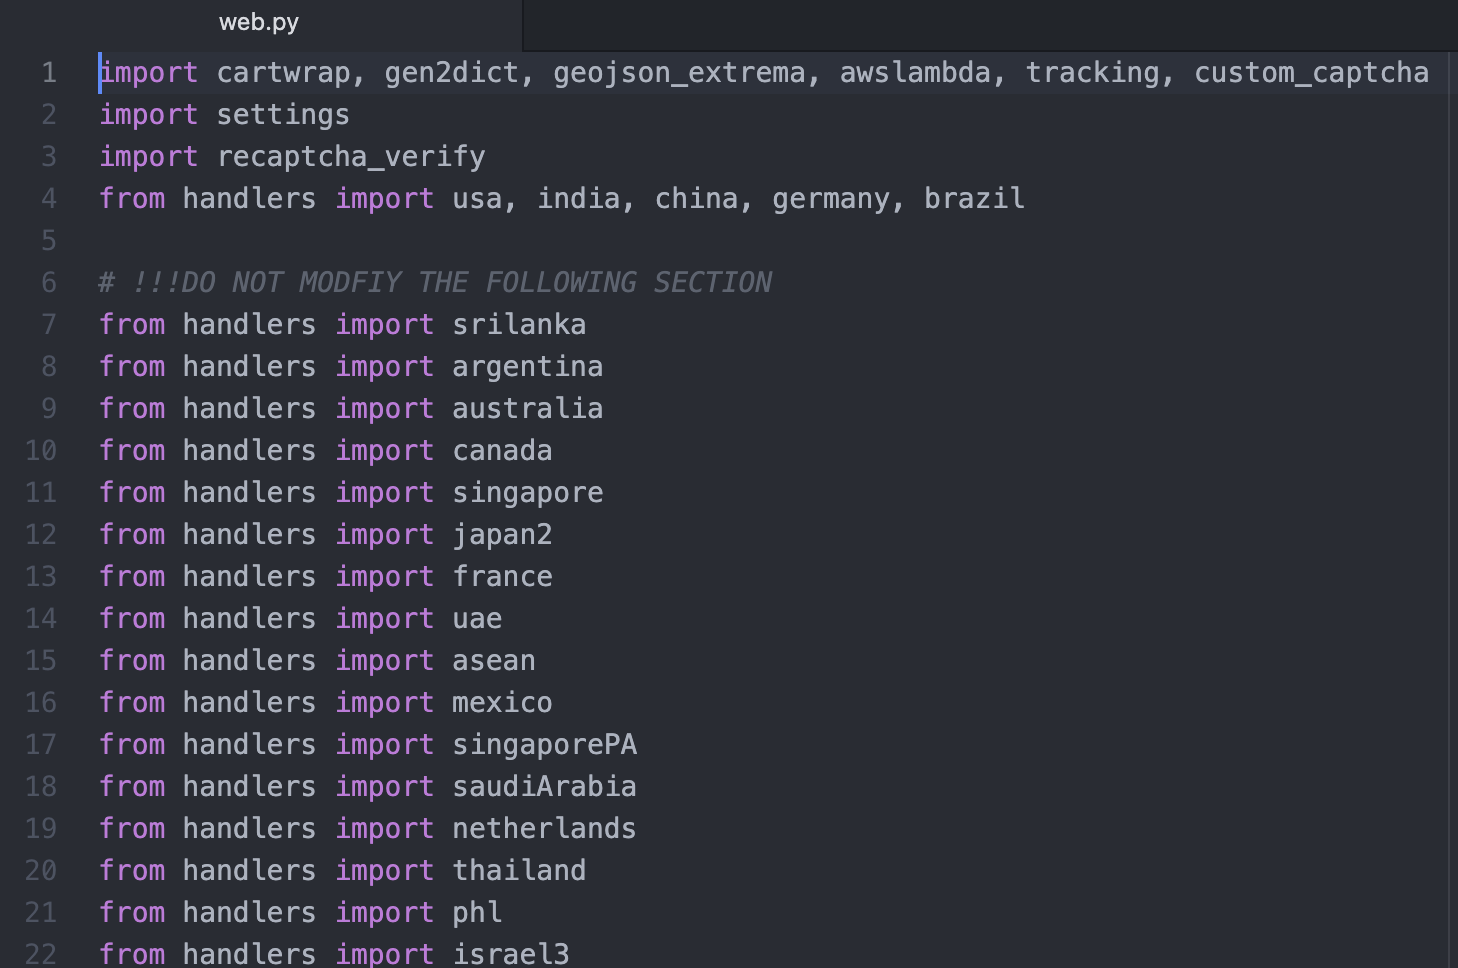 web.py
1 import cartwrap, gen2dict, geojson_extrema, awslambda, tracking, custom_captcha
2 import settings
3 import recaptcha_verify
4 from handlers import usa, india, china, germany, brazil
5
6 # !!!DO NOT MODFIY THE FOLLOWING SECTION
7 from handlers import srilanka
8 from handlers import argentina
9 from handlers import australia
10 from handlers import canada
11 from handlers import singapore
12 from handlers import japan2
13 from handlers import france
14 from handlers import uae
15 from handlers import asean
16 from handlers import mexico
17 from handlers import singaporePA
18 from handlers import saudiArabia
19 from handlers import netherlands
20 from handlers import thailand
21 from handlers import phl
22 from handlers import israel3